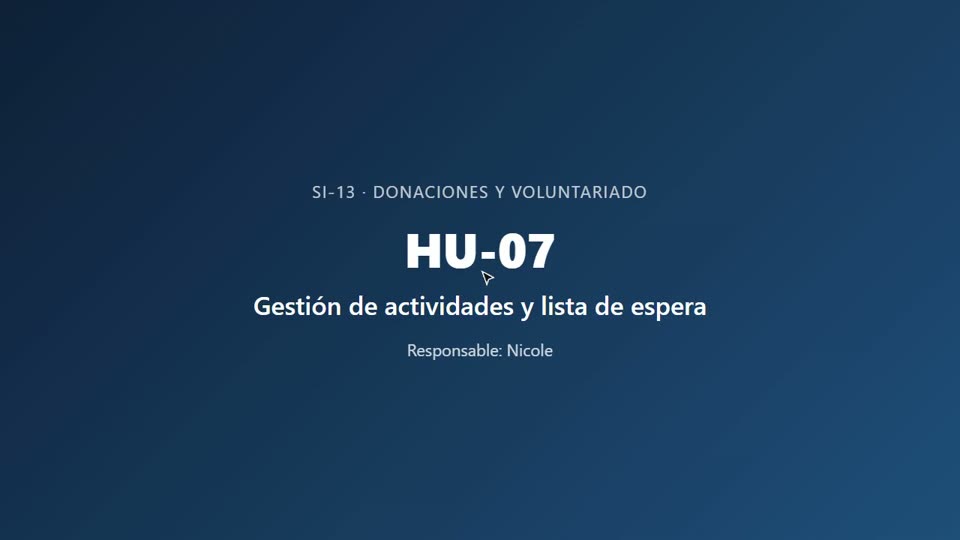 SI-13 · DONACIONES Y VOLUNTARIADO
HU-07
Gestión de actividades y lista de espera
Responsable: Nicole